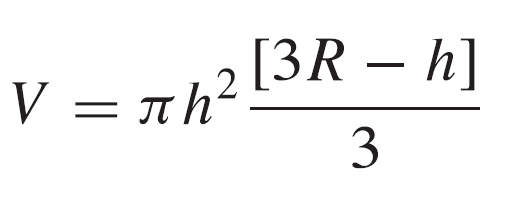 V = πh² [3R − h] / 3